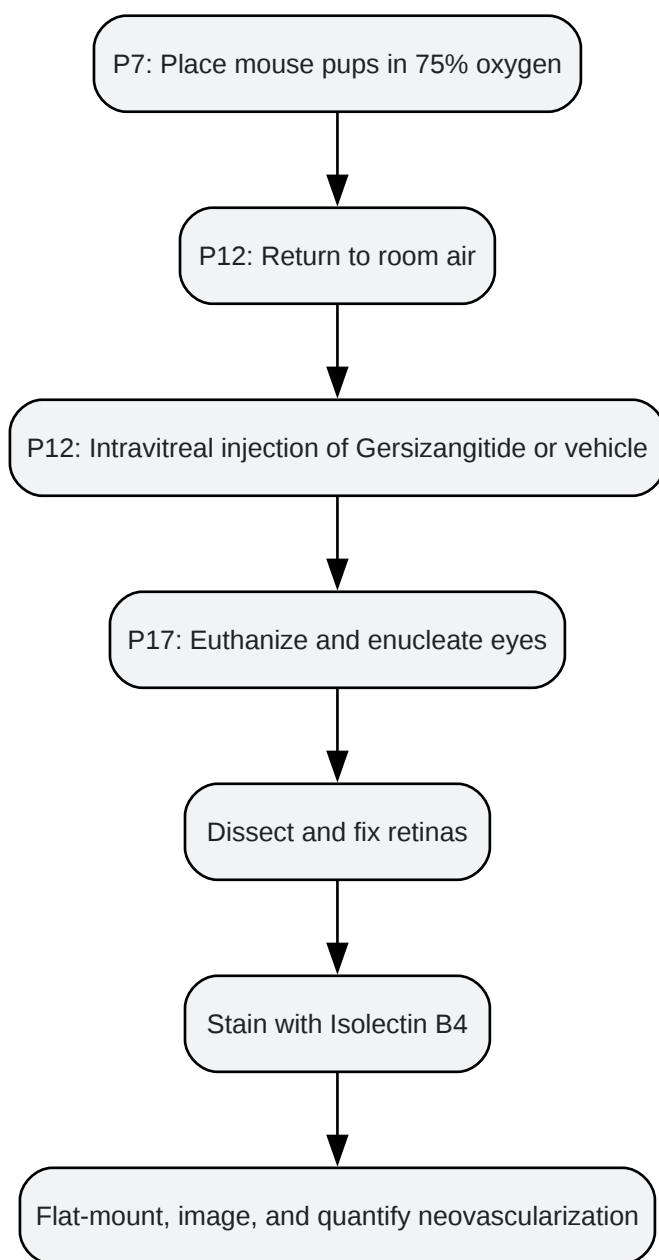 P7: Place mouse pups in 75% oxygen
P12: Return to room air
P12: Intravitreal injection of Gersizangitide or vehicle
P17: Euthanize and enucleate eyes
Dissect and fix retinas
Stain with Isolectin B4
Flat-mount, image, and quantify neovascularization